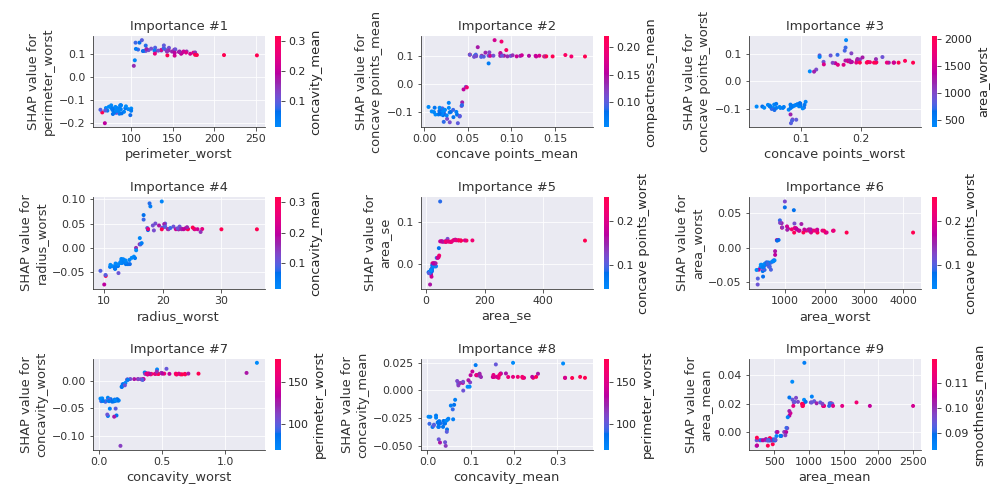 Importance #1
SHAP value for
perimeter_worst
0.1
0.0
−0.1
−0.2
100
150
200
250
perimeter_worst
0.3
0.2
0.1
concavity_mean
Importance #2
SHAP value for
concave points_mean
0.1
0.0
−0.1
0.00
0.05
0.10
0.15
concave points_mean
0.20
0.15
0.10
compactness_mean
Importance #3
SHAP value for
concave points_worst
0.1
0.0
−0.1
0.1
0.2
concave points_worst
2000
1500
1000
500
area_worst
Importance #4
SHAP value for
radius_worst
0.10
0.05
0.00
−0.05
10
20
30
radius_worst
0.3
0.2
0.1
concavity_mean
Importance #5
SHAP value for
area_se
0.1
0.0
0
200
400
area_se
0.2
0.1
concave points_worst
Importance #6
SHAP value for
area_worst
0.05
0.00
−0.05
1000
2000
3000
4000
area_worst
0.2
0.1
concave points_worst
Importance #7
SHAP value for
concavity_worst
0.00
−0.05
−0.10
0.0
0.5
1.0
concavity_worst
150
100
perimeter_worst
Importance #8
SHAP value for
concavity_mean
0.025
0.000
−0.025
−0.050
0.0
0.1
0.2
0.3
concavity_mean
150
100
perimeter_worst
Importance #9
SHAP value for
area_mean
0.04
0.02
0.00
500
1000
1500
2000
2500
area_mean
0.11
0.10
0.09
smoothness_mean